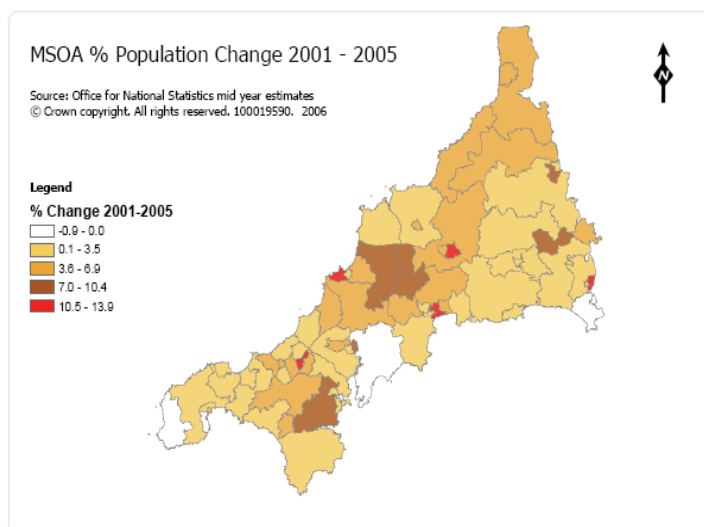 MSOA % Population Change 2001 - 2005
Source: Office for National Statistics mid year estimates
© Crown copyright. All rights reserved. 100019590. 2006
N
Legend
% Change 2001-2005
-0.9 - 0.0
0.1 - 3.5
3.6 - 6.9
7.0 - 10.4
10.5 - 13.9